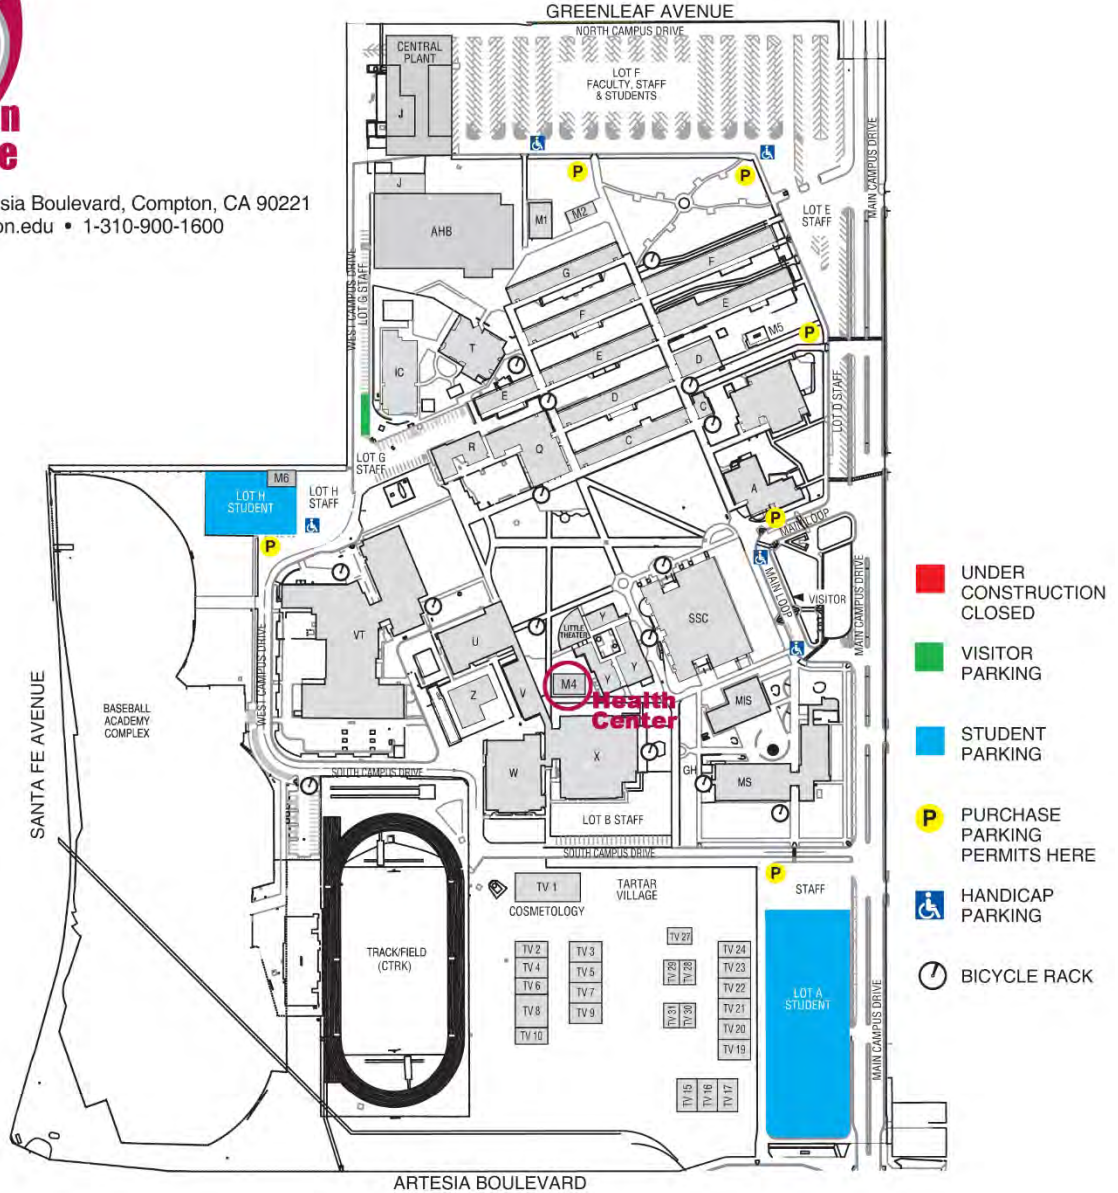 GREENLEAF AVENUE
NORTH CAMPUS DRIVE
CENTRAL
PLANT
LOT F
FACULTY, STAFF
& STUDENTS
J
n
e
sia Boulevard, Compton, CA 90221
on.edu • 1-310-900-1600
P
P
J
MAIN CAMPUS DRIVE
LOT E
STAFF
M1
M2
AHB
WEST CAMPUS DRIVE
LOT G STAFF
G
F
F
E
M5
P
T
IC
E
D
E
D
C
C
LOT D STAFF
R
Q
LOT G
STAFF
A
M6
LOT H
STUDENT
LOT H
STAFF
P
P
MAIN LOOP
MAIN LOOP
VISITOR
MAIN CAMPUS DRIVE
UNDER
CONSTRUCTION
CLOSED
VISITOR
PARKING
STUDENT
PARKING
P
PURCHASE
PARKING
PERMITS HERE
HANDICAP
PARKING
BICYCLE RACK
VT
U
LITTLE
THEATER
Y
Y
Y
SSC
Z
V
M4
Health
Center
MIS
SANTA FE AVENUE
BASEBALL
ACADEMY
COMPLEX
WEST CAMPUS DRIVE
SOUTH CAMPUS DRIVE
W
X
GH
MS
LOT B STAFF
SOUTH CAMPUS DRIVE
P
STAFF
TV 1
COSMETOLOGY
TARTAR
VILLAGE
TRACK/FIELD
(CTRK)
TV 2
TV 4
TV 6
TV 8
TV 10
TV 3
TV 5
TV 7
TV 9
TV 27
TV 29
TV 28
TV 31
TV 30
TV 24
TV 23
TV 22
TV 21
TV 20
TV 19
TV 15
TV 16
TV 17
LOT A
STUDENT
MAIN CAMPUS DRIVE
ARTESIA BOULEVARD